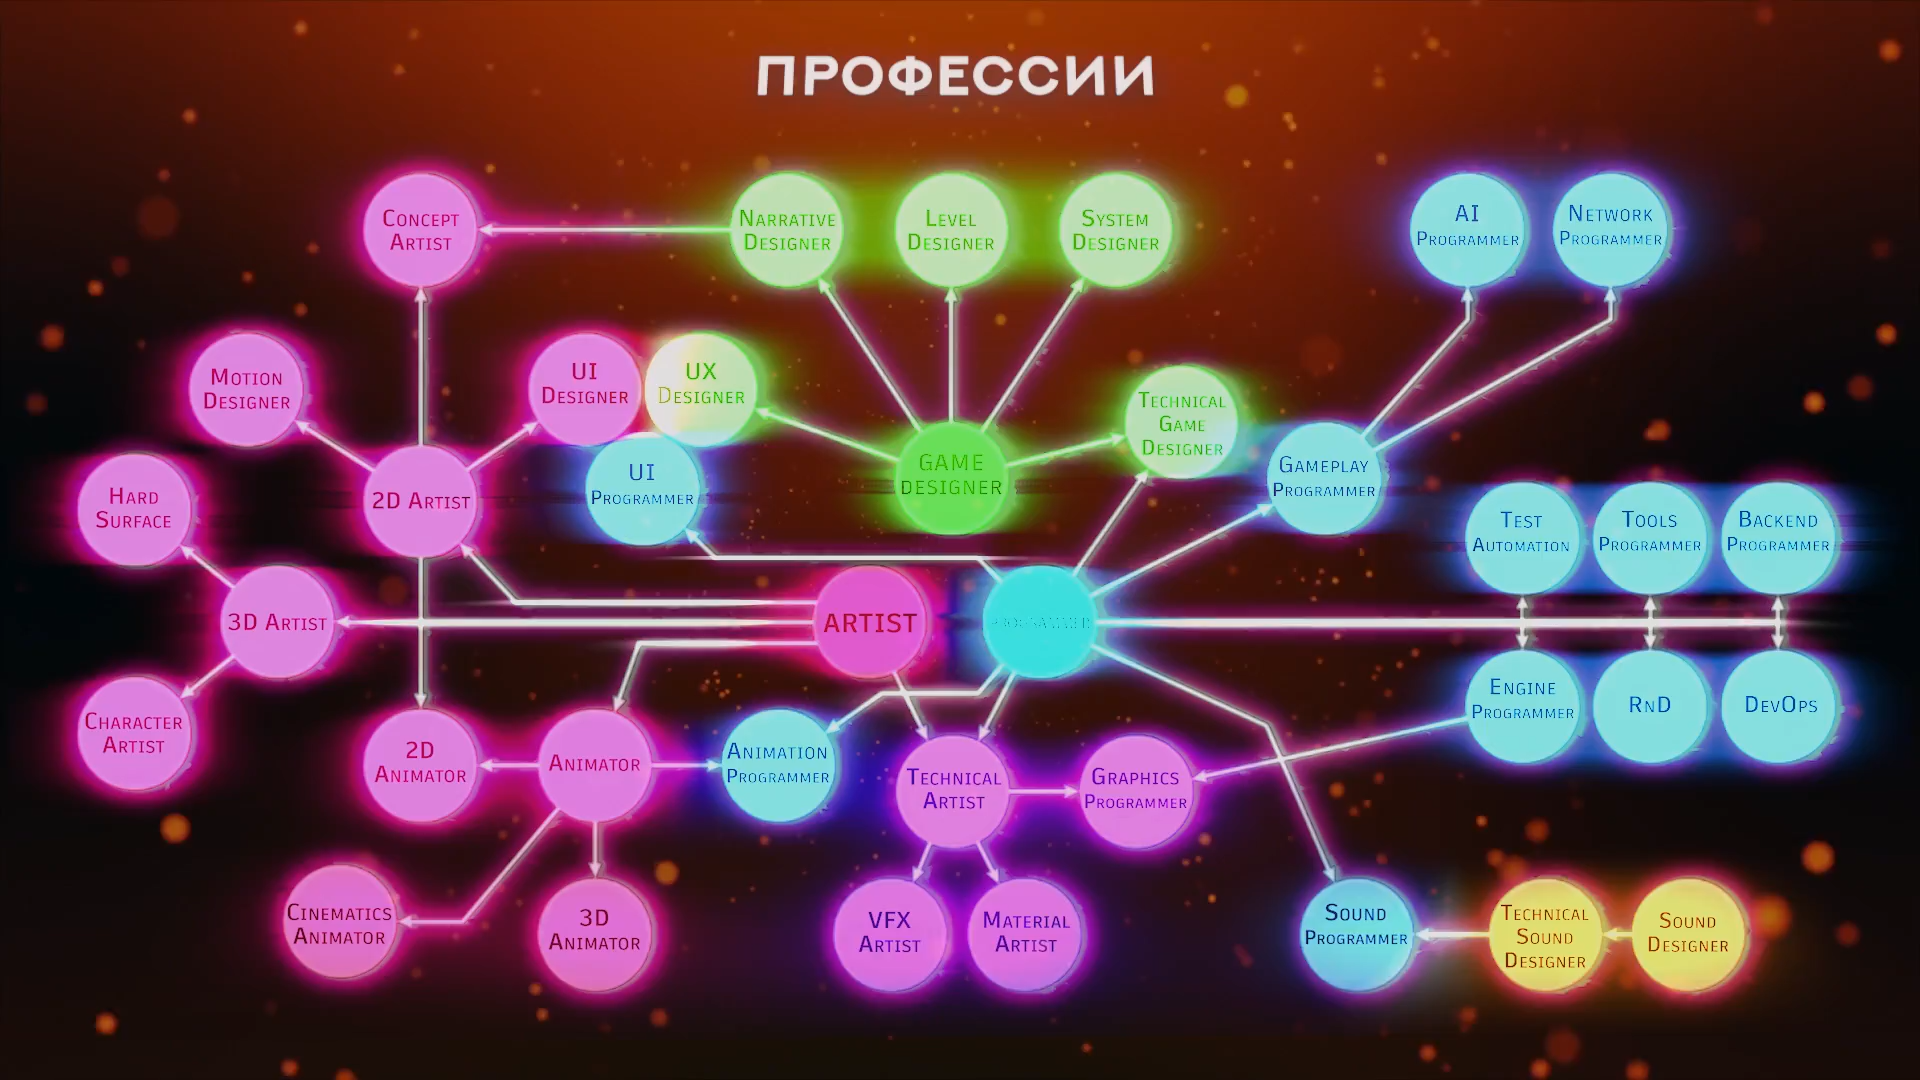 ПРОФЕССИИ
CONCEPT
ARTIST
NARRATIVE
DESIGNER
LEVEL
DESIGNER
SYSTEM
DESIGNER
AI
PROGRAMMER
NETWORK
PROGRAMMER
MOTION
DESIGNER
UI
DESIGNER
UX
DESIGNER
TECHNICAL
GAME
DESIGNER
HARD
SURFACE
2D ARTIST
UI
PROGRAMMER
GAME
DESIGNER
GAMEPLAY
PROGRAMMER
TEST
AUTOMATION
TOOLS
PROGRAMMER
BACKEND
PROGRAMMER
3D ARTIST
ARTIST
PROGRAMMER
CHARACTER
ARTIST
2D
ANIMATOR
ANIMATOR
ANIMATION
PROGRAMMER
TECHNICAL
ARTIST
GRAPHICS
PROGRAMMER
ENGINE
PROGRAMMER
RND
DEVOPS
CINEMATICS
ANIMATOR
3D
ANIMATOR
VFX
ARTIST
MATERIAL
ARTIST
SOUND
PROGRAMMER
TECHNICAL
SOUND
DESIGNER
SOUND
DESIGNER